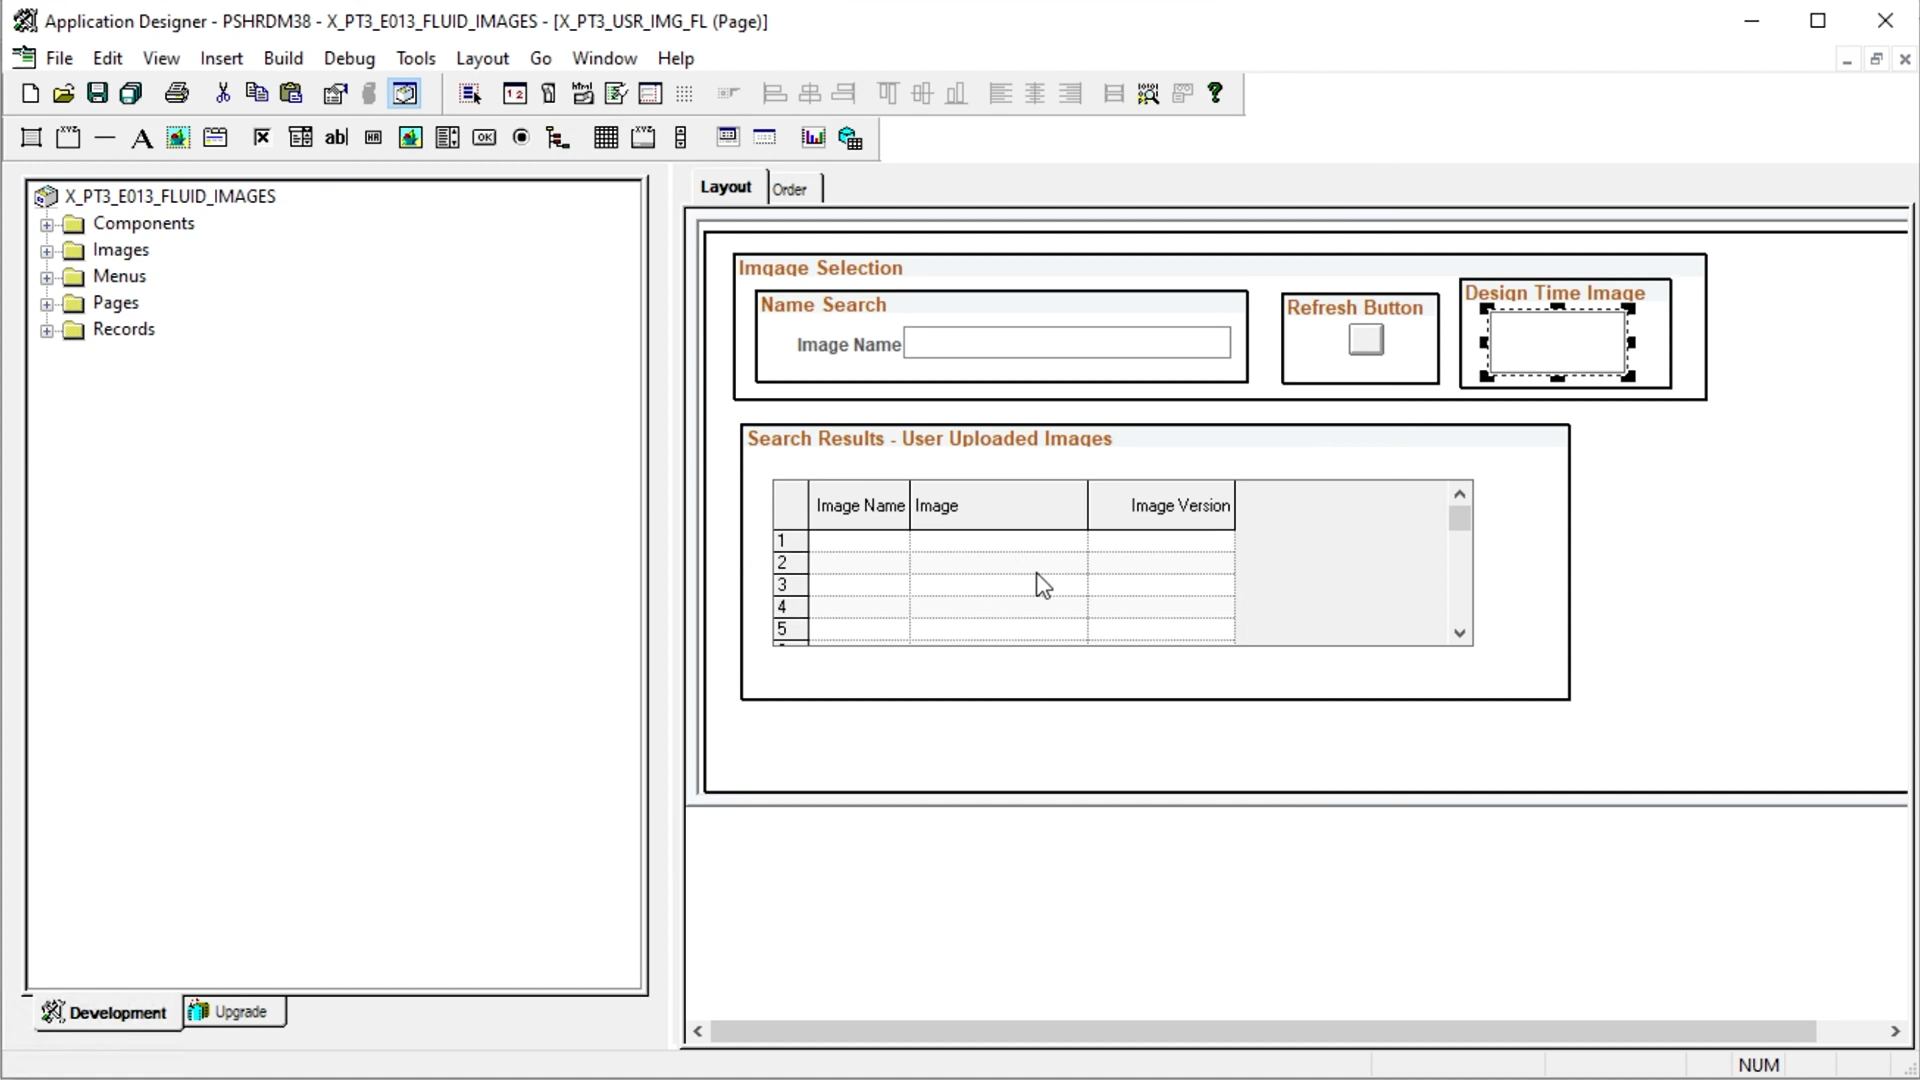 Application Designer - PSHRDM38 - X_PT3_E013_FLUID_IMAGES - [X_PT3_USR_IMG_FL (Page)]
File Edit View Insert Build Debug Tools Layout Go Window Help
X_PT3_E013_FLUID_IMAGES
Components
Images
Menus
Pages
Records
Development Upgrade
Layout Order
Imgage Selection
Name Search
Image Name
Refresh Button
Design Time Image
Search Results - User Uploaded Images
Image Name Image Image Version
1
2
3
4
5
NUM